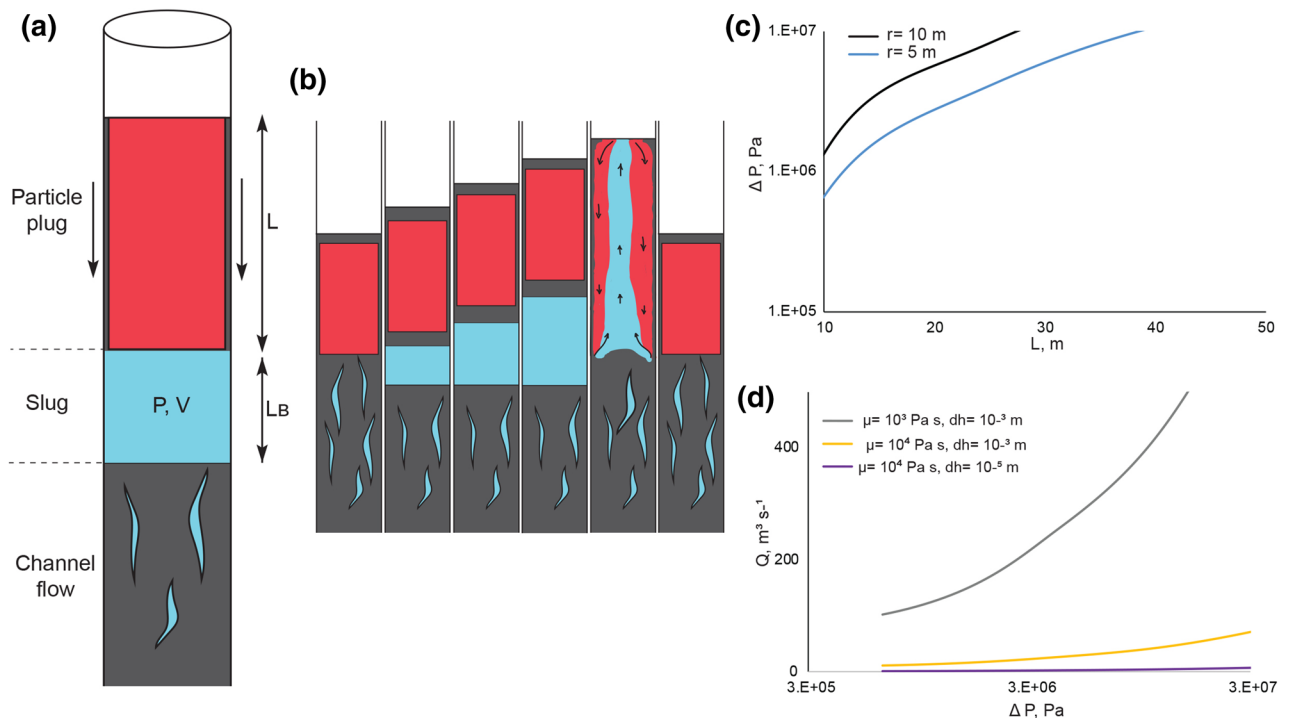 (a)
Particle
plug
L
Slug
P, V
LB
Channel
flow
(b)
(c)
r= 10 m
r= 5 m
1.E+07
1.E+06
1.E+05
Δ P, Pa
10
20
30
40
50
L, m
(d)
μ= 10³ Pa s, dh= 10-³ m
μ= 10⁴ Pa s, dh= 10-³ m
μ= 10⁴ Pa s, dh= 10-⁵ m
400
200
0
Q, m³ s-¹
3.E+05
3.E+06
3.E+07
Δ P, Pa